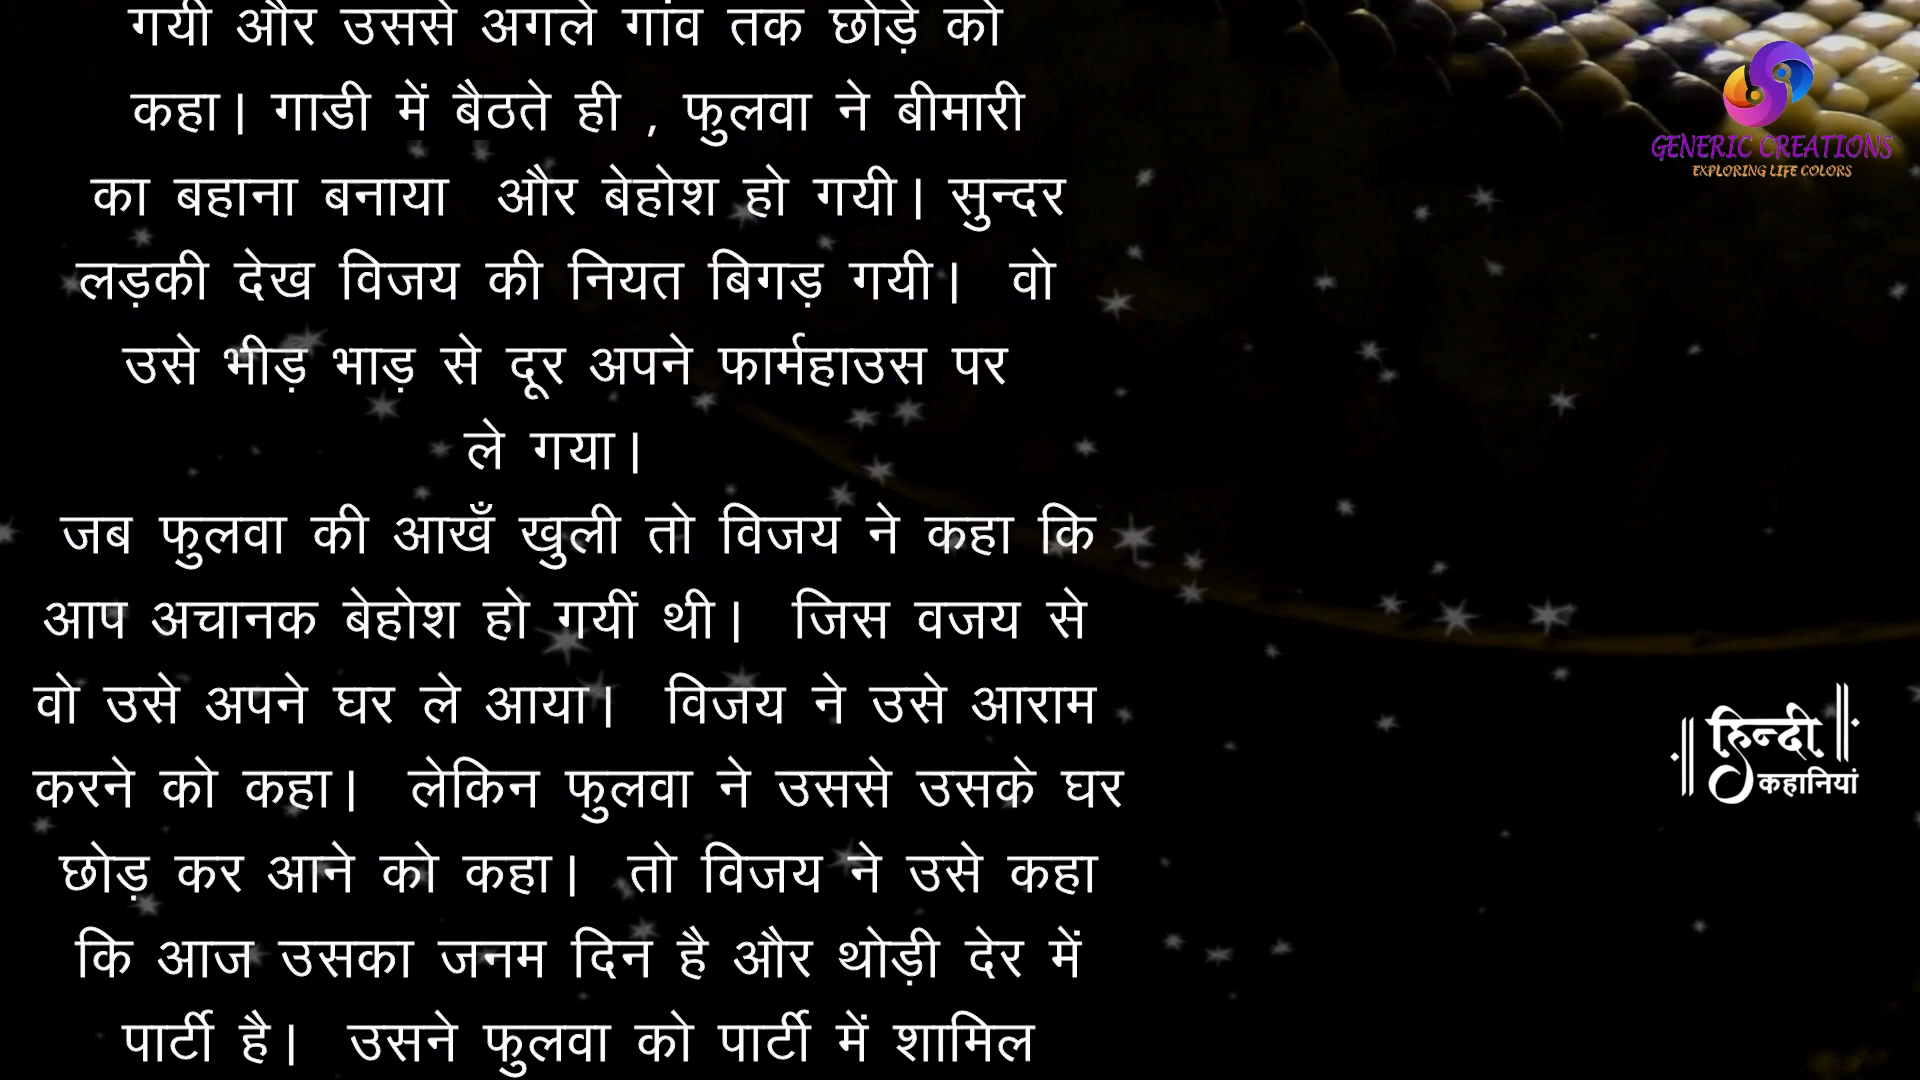 गयी और उससे अगले गांव तक छोड़े को
कहा। गाडी में बैठते ही , फुलवा ने बीमारी
का बहाना बनाया और बेहोश हो गयी। सुन्दर
लड़की देख विजय की नियत बिगड़ गयी। वो
उसे भीड़ भाड़ से दूर अपने फार्महाउस पर
ले गया।
जब फुलवा की आखँ खुली तो विजय ने कहा कि
आप अचानक बेहोश हो गयीं थी। जिस वजय से
वो उसे अपने घर ले आया। विजय ने उसे आराम
करने को कहा। लेकिन फुलवा ने उससे उसके घर
छोड़ कर आने को कहा। तो विजय ने उसे कहा
कि आज उसका जनम दिन है और थोड़ी देर में
पार्टी है। उसने फुलवा को पार्टी में शामिल
GENERIC CREATIONS
EXPLORING LIFE COLORS
हिन्दी
कहानियां